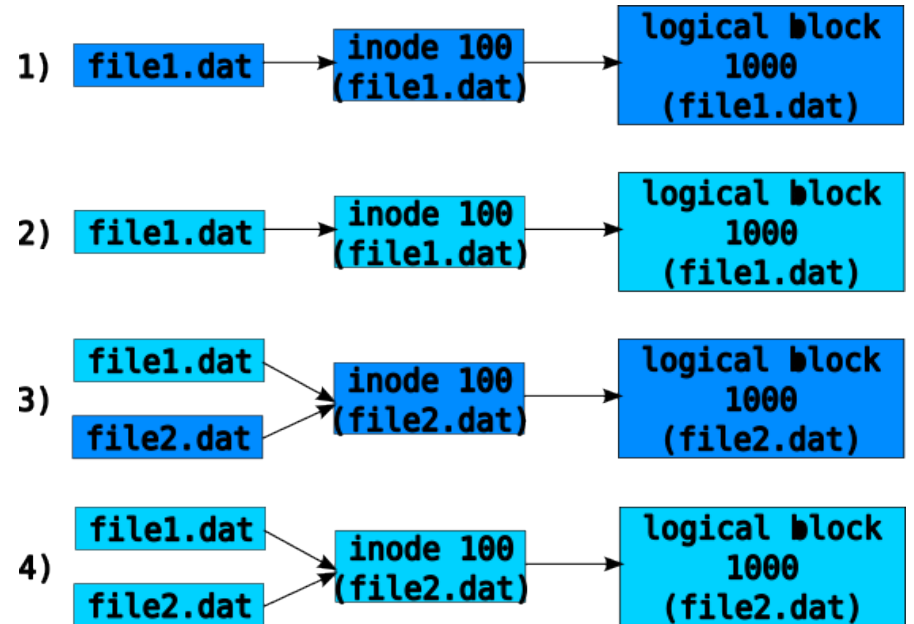 1) file1.dat inode 100 (file1.dat) logical block 1000 (file1.dat)
2) file1.dat inode 100 (file1.dat) logical block 1000 (file1.dat)
3) file1.dat file2.dat inode 100 (file2.dat) logical block 1000 (file2.dat)
4) file1.dat file2.dat inode 100 (file2.dat) logical block 1000 (file2.dat)